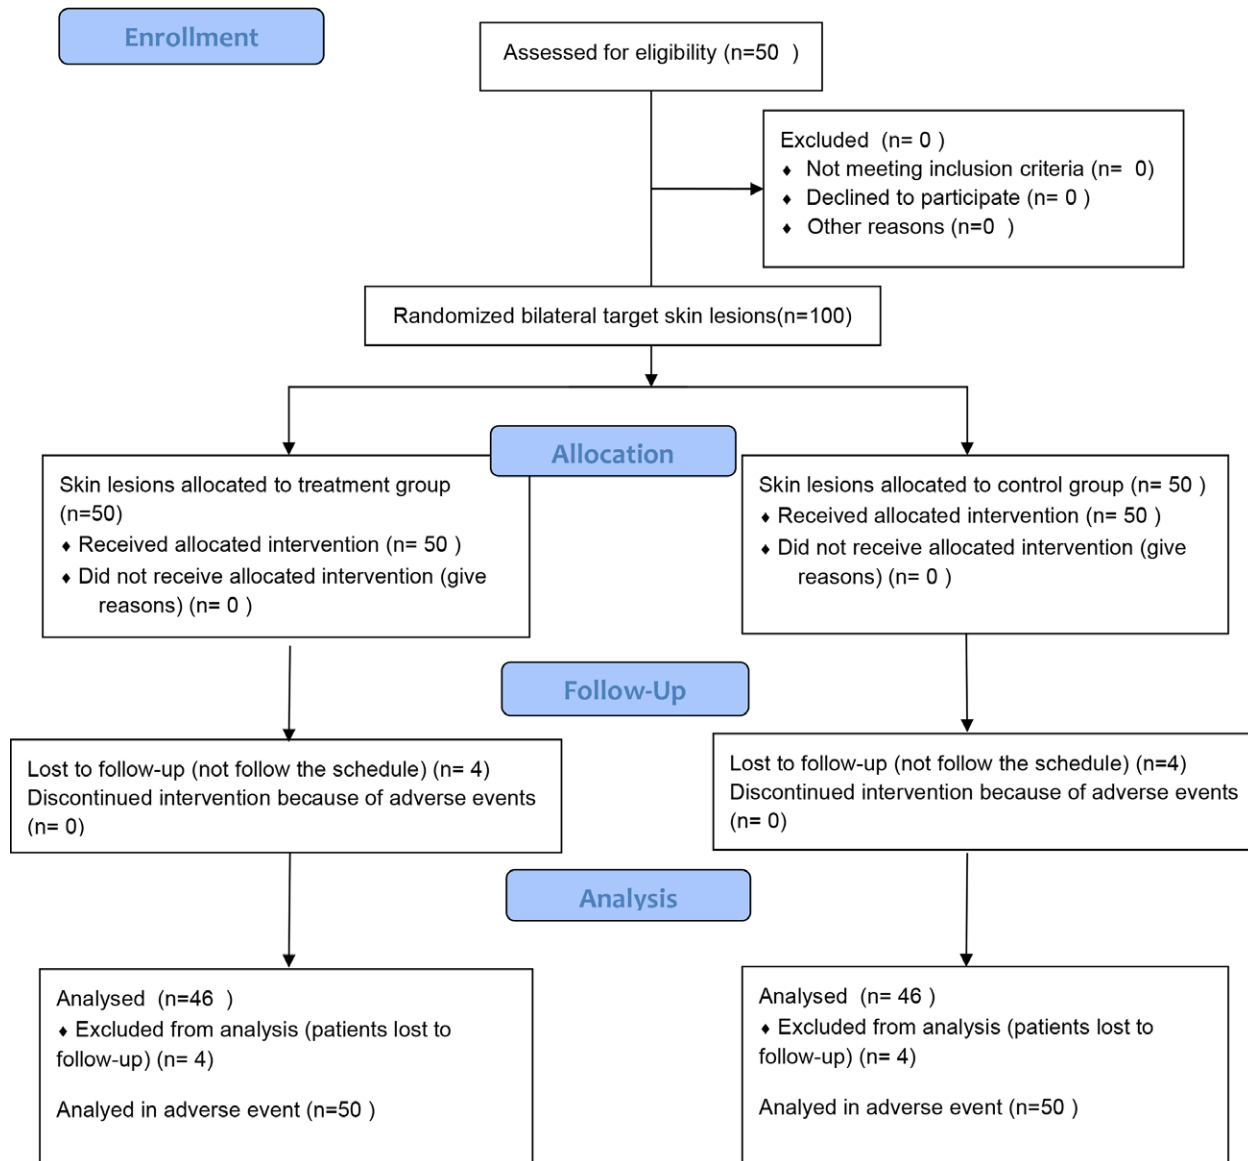 Enrollment
Assessed for eligibility (n=50  )
Excluded  (n= 0 )
♦ Not meeting inclusion criteria (n=  0)
♦ Declined to participate (n= 0 )
♦ Other reasons (n=0  )
Randomized bilateral target skin lesions(n=100)
Allocation
Skin lesions allocated to treatment group
(n=50)
♦ Received allocated intervention (n= 50 )
♦ Did not receive allocated intervention (give
reasons) (n= 0 )
Skin lesions allocated to control group (n= 50 )
♦ Received allocated intervention (n= 50 )
♦ Did not receive allocated intervention (give
reasons) (n= 0 )
Follow-Up
Lost to follow-up (not follow the schedule) (n= 4)
Discontinued intervention because of adverse events
(n= 0)
Lost to follow-up (not follow the schedule) (n=4)
Discontinued intervention because of adverse events
(n= 0)
Analysis
Analysed  (n=46  )
♦ Excluded from analysis (patients lost to
follow-up) (n= 4)
Analyed in adverse event (n=50 )
Analysed  (n= 46 )
♦ Excluded from analysis (patients lost to
follow-up) (n= 4)
Analyed in adverse event (n=50 )